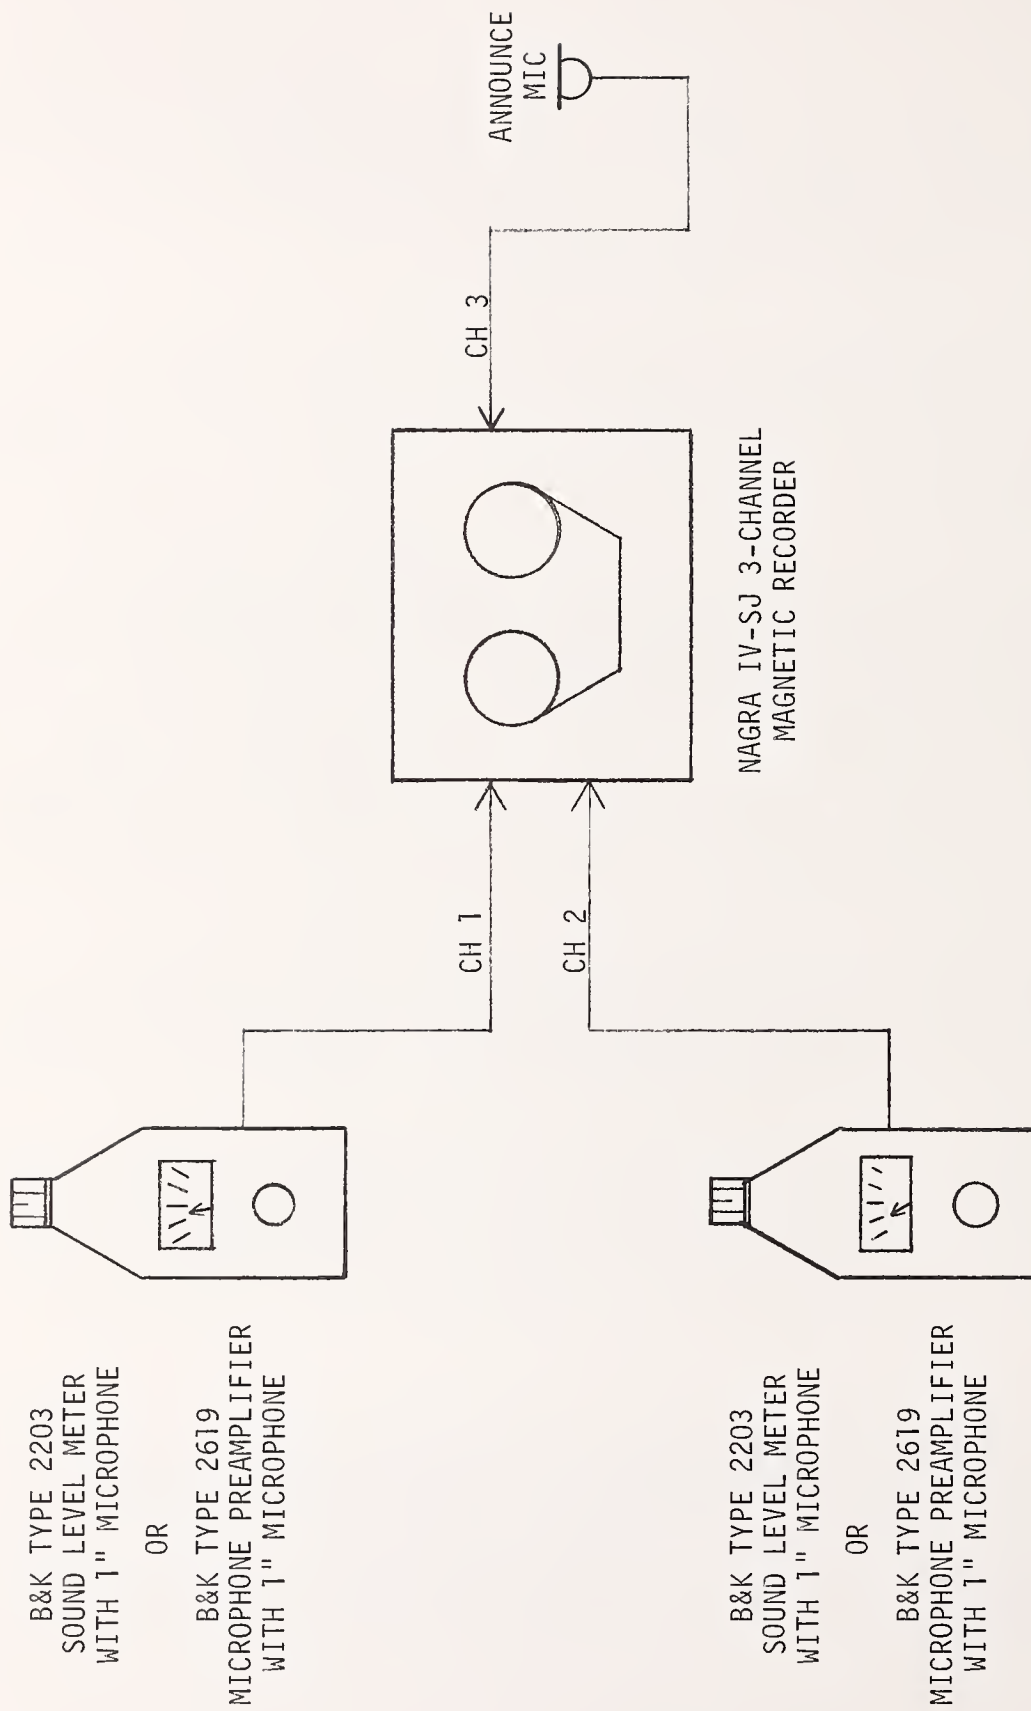 B&K TYPE 2203
SOUND LEVEL METER
WITH 1" MICROPHONE
OR
B&K TYPE 2619
MICROPHONE PREAMPLIFIER
WITH 1" MICROPHONE
B&K TYPE 2203
SOUND LEVEL METER
WITH 1" MICROPHONE
OR
B&K TYPE 2619
MICROPHONE PREAMPLIFIER
WITH 1" MICROPHONE
CH 1
CH 2
NAGRA IV-SJ 3-CHANNEL
MAGNETIC RECORDER
CH 3
ANNOUNCE
MIC